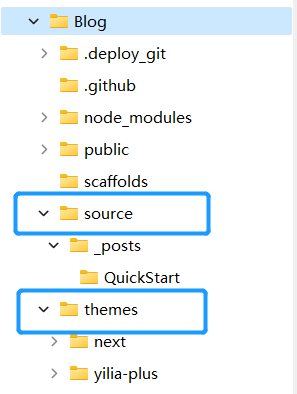 Blog
.deploy_git
.github
node_modules
public
scaffolds
source
_posts
QuickStart
themes
next
yilia-plus